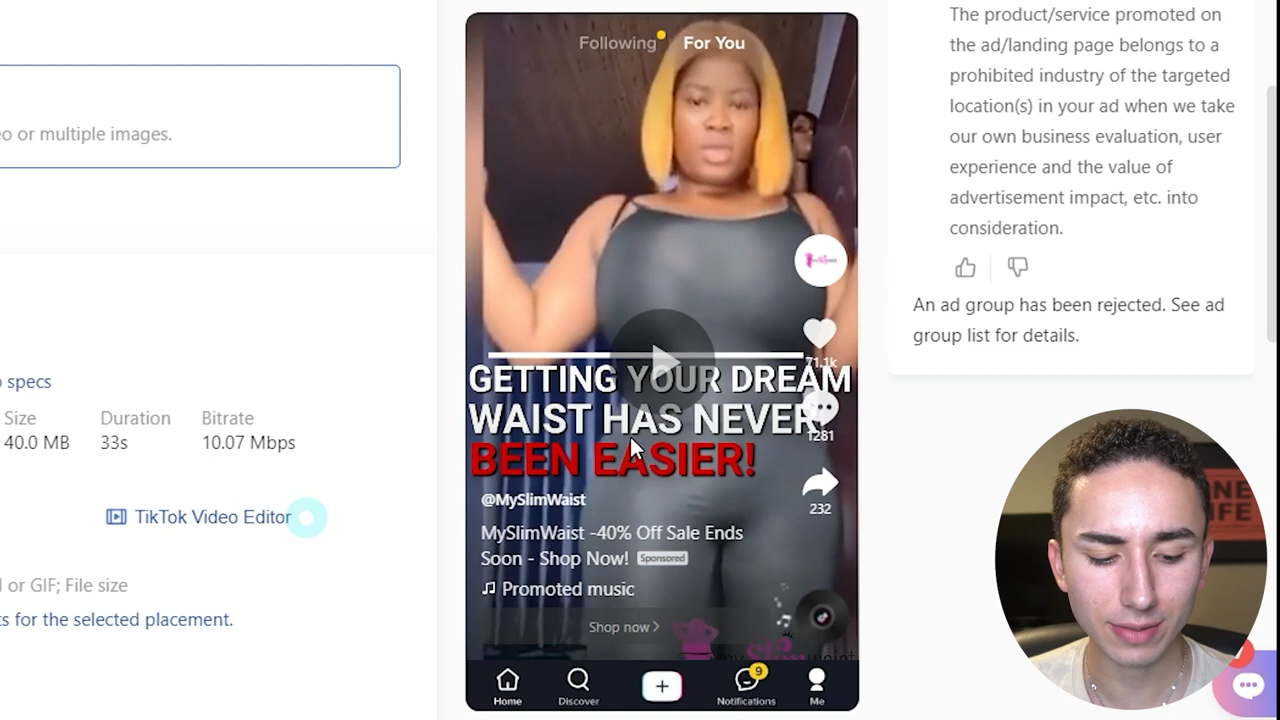 eo or multiple images.
o specs
Size Duration Bitrate
40.0 MB 33s 10.07 Mbps
TikTok Video Editor
l or GIF; File size
ts for the selected placement.
Following For You
71.1k
GETTING YOUR DREAM
WAIST HAS NEVER
BEEN EASIER!
1281
@MySlimWaist
232
MySlimWaist -40% Off Sale Ends
Soon - Shop Now! Sponsored
Promoted music
Shop now >
Home Discover + 9 Notifications Me
The product/service promoted on
the ad/landing page belongs to a
prohibited industry of the targeted
location(s) in your ad when we take
our own business evaluation, user
experience and the value of
advertisement impact, etc. into
consideration.
An ad group has been rejected. See ad
group list for details.